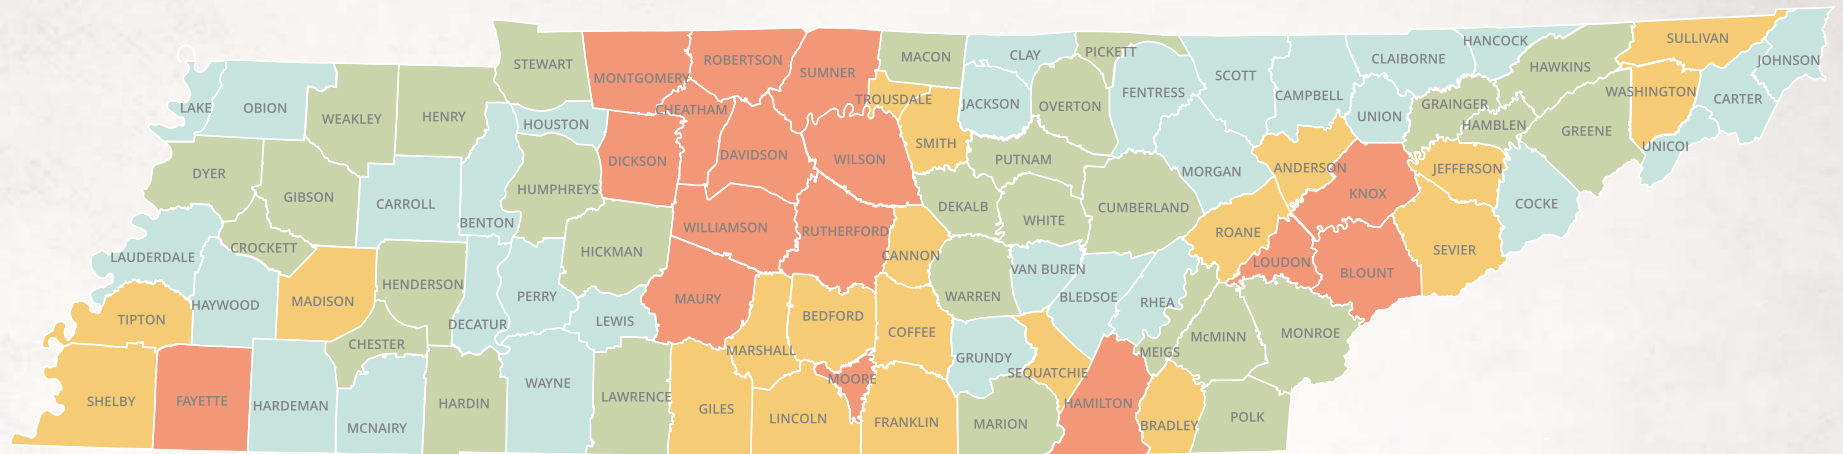 LAKE
OBION
WEAKLEY
HENRY
STEWART
MONTGOMERY
ROBERTSON
SUMNER
MACON
CLAY
PICKETT
FENTRESS
SCOTT
CAMPBELL
CLAIBORNE
HANCOCK
HAWKINS
SULLIVAN
JOHNSON
HOUSTON
CHEATHAM
TROUSDALE
JACKSON
OVERTON
UNION
GRAINGER
HAMBLEN
GREENE
WASHINGTON
CARTER
UNICOI
DYER
GIBSON
CARROLL
BENTON
HUMPHREYS
DICKSON
DAVIDSON
WILSON
SMITH
PUTNAM
MORGAN
ANDERSON
KNOX
JEFFERSON
COCKE
LAUDERDALE
CROCKETT
HICKMAN
WILLIAMSON
RUTHERFORD
CANNON
DEKALB
WHITE
CUMBERLAND
ROANE
LOUDON
BLOUNT
SEVIER
TIPTON
HAYWOOD
MADISON
HENDERSON
DECATUR
PERRY
LEWIS
MAURY
BEDFORD
COFFEE
WARREN
VAN BUREN
BLEDSOE
RHEA
MEIGS
McMINN
MONROE
CHESTER
MARSHALL
MOORE
GRUNDY
SEQUATCHIE
SHELBY
FAYETTE
HARDEMAN
MCNAIRY
HARDIN
WAYNE
LAWRENCE
GILES
LINCOLN
FRANKLIN
MARION
HAMILTON
BRADLEY
POLK